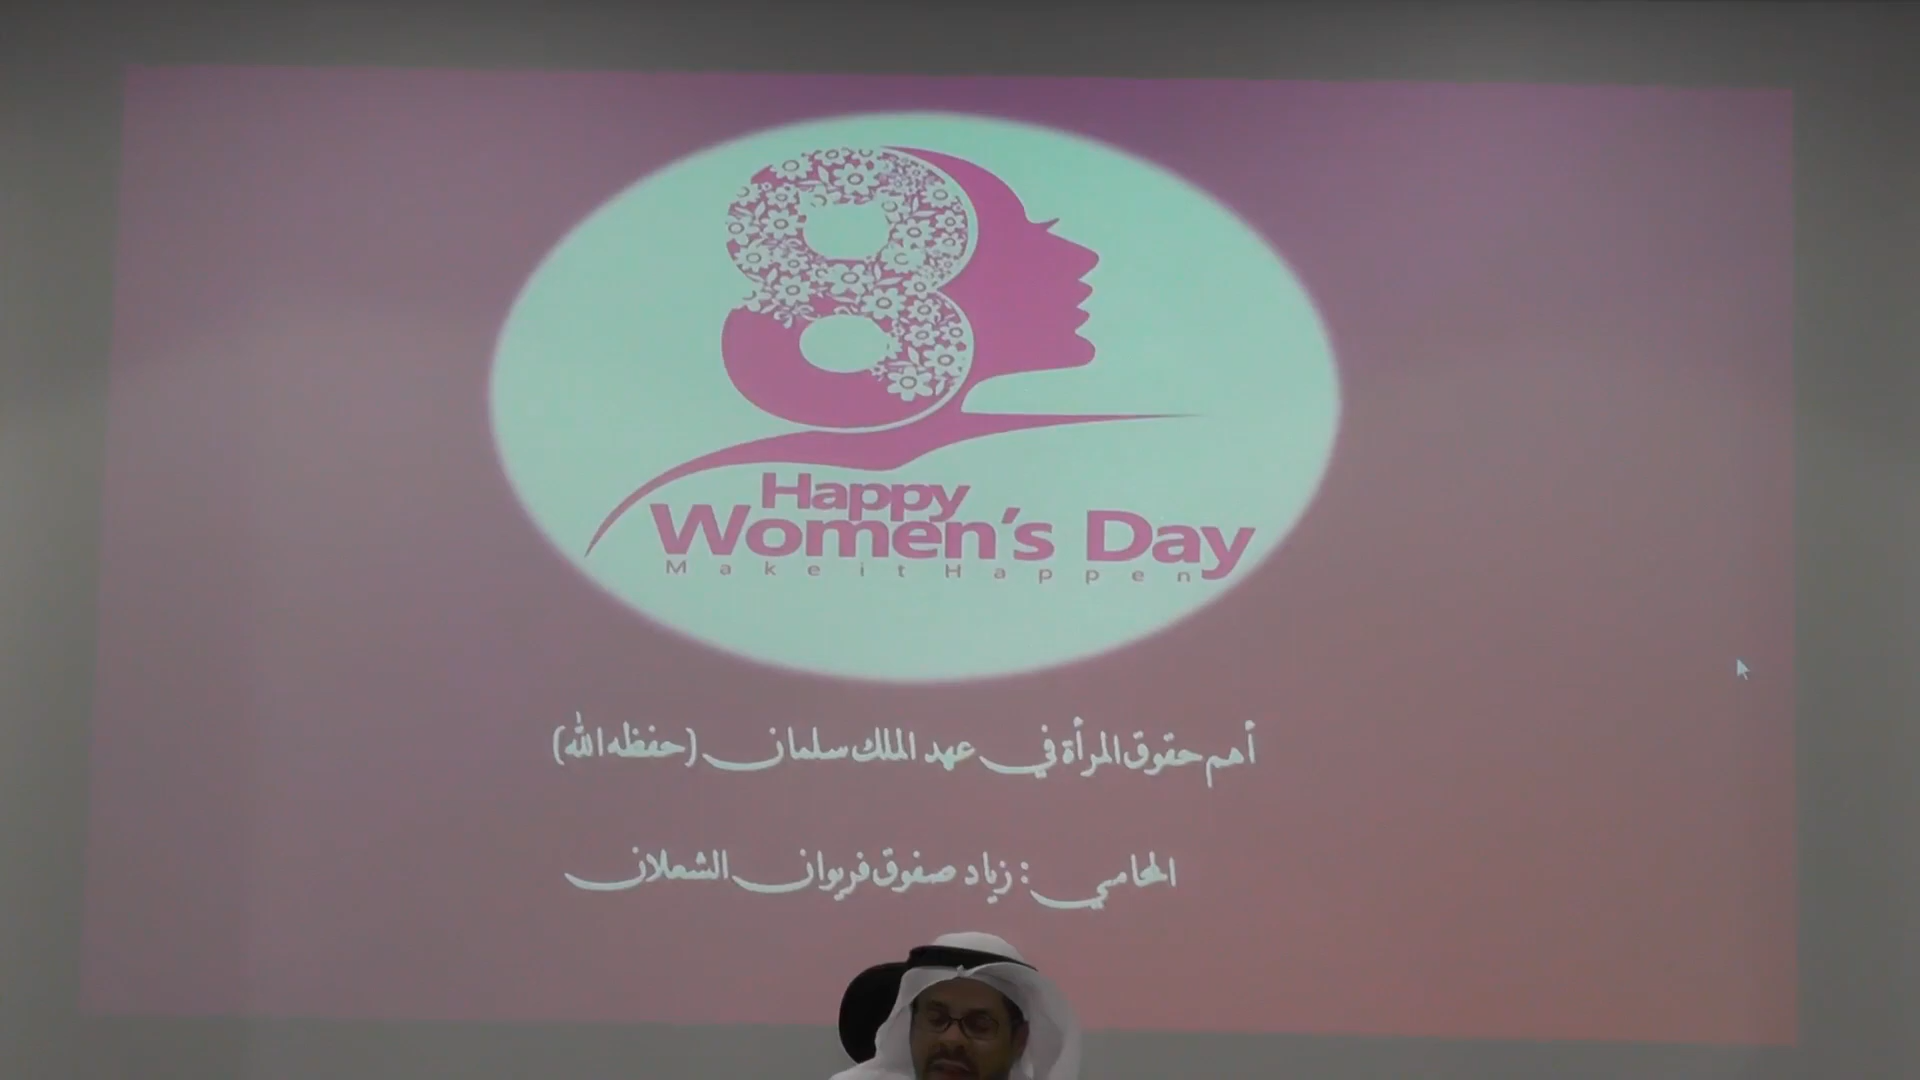 8
Happy
Women's Day
Make it Happen
أهم حقوق المرأة في عهد الملك سلمان (حفظه الله)
المحامي : زياد صفوق فريوان الشعلان